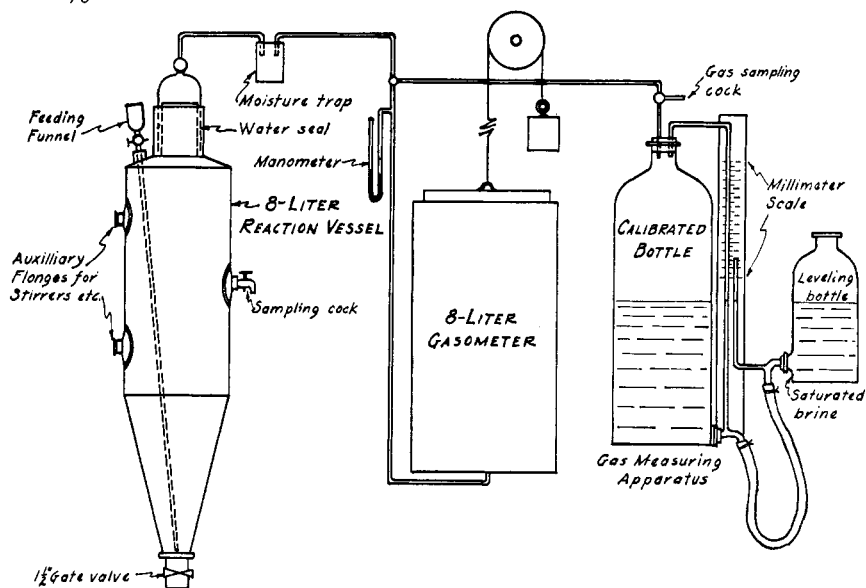 Gas sampling
cock
Moisture trap
Feeding
Funnel
Water seal
Manometer
Millimeter
Scale
8-LITER
REACTION VESSEL
CALIBRATED
BOTTLE
Auxilliary
Flanges for
Stirrers etc.
Leveling
bottle
Sampling cock
8-LITER
GASOMETER
Saturated
brine
Gas Measuring
Apparatus
1½" Gate valve